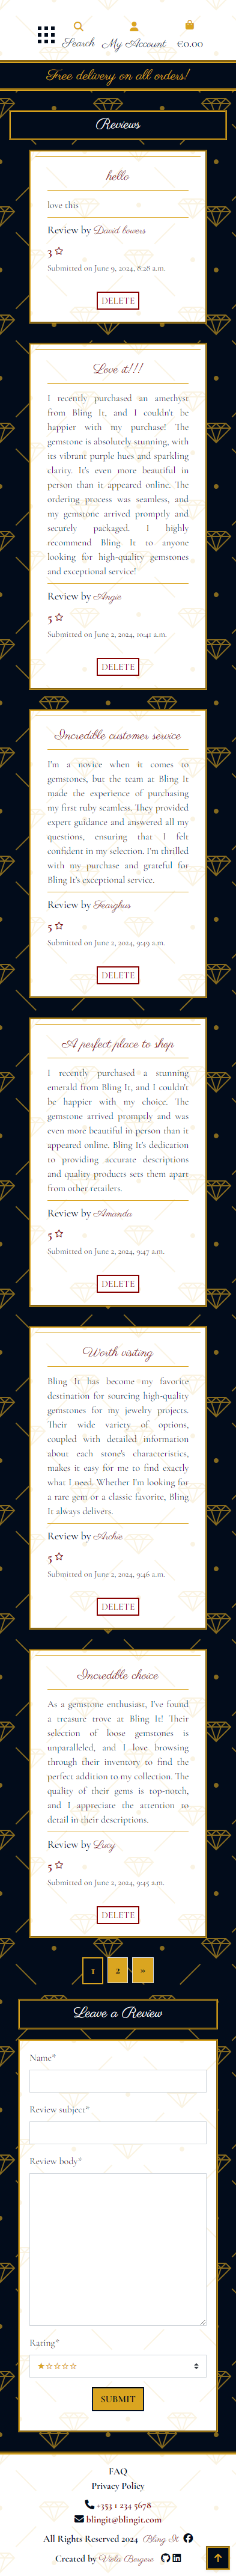 Search My Account €0.00
Free delivery on all orders!
Reviews
hello
love this
Review by David bowers
3
Submitted on June 9, 2024, 8:28 a.m.
DELETE
Love it!!!
I recently purchased an amethyst
from Bling It, and I couldn't be
happier with my purchase! The
gemstone is absolutely stunning, with
its vibrant purple hues and sparkling
clarity. It's even more beautiful in
person than it appeared online. The
ordering process was seamless, and
my gemstone arrived promptly and
securely packaged. I highly
recommend Bling It to anyone
looking for high-quality gemstones
and exceptional service!
Review by Angie
5
Submitted on June 2, 2024, 10:41 a.m.
DELETE
Incredible customer service
I'm a novice when it comes to
gemstones, but the team at Bling It
made the experience of purchasing
my first ruby seamless. They provided
expert guidance and answered all my
questions, ensuring that I felt
confident in my selection. I'm thrilled
with my purchase and grateful for
Bling It's exceptional service.
Review by Fearghus
5
Submitted on June 2, 2024, 9:49 a.m.
DELETE
A perfect place to shop
I recently purchased a stunning
emerald from Bling It, and I couldn't
be happier with my choice. The
gemstone arrived promptly and was
even more beautiful in person than it
appeared online. Bling It's dedication
to providing accurate descriptions
and quality products sets them apart
from other retailers.
Review by Amanda
5
Submitted on June 2, 2024, 9:47 a.m.
DELETE
Worth visiting
Bling It has become my favorite
destination for sourcing high-quality
gemstones for my jewelry projects.
Their wide variety of options,
coupled with detailed information
about each stone's characteristics,
makes it easy for me to find exactly
what I need. Whether I'm looking for
a rare gem or a classic favorite, Bling
It always delivers.
Review by Archie
5
Submitted on June 2, 2024, 9:46 a.m.
DELETE
Incredible choice
As a gemstone enthusiast, I've found
a treasure trove at Bling It! Their
selection of loose gemstones is
unparalleled, and I love browsing
through their inventory to find the
perfect addition to my collection. The
quality of their gems is top-notch,
and I appreciate the attention to
detail in their descriptions.
Review by Lucy
5
Submitted on June 2, 2024, 9:45 a.m.
DELETE
1 2 »
Leave a Review
Name*
Review subject*
Review body*
Rating*
★☆☆☆☆
SUBMIT
FAQ
Privacy Policy
+353 1 234 5678
blingit@blingit.com
All Rights Reserved 2024 Bling It
Created by Viola Bergere